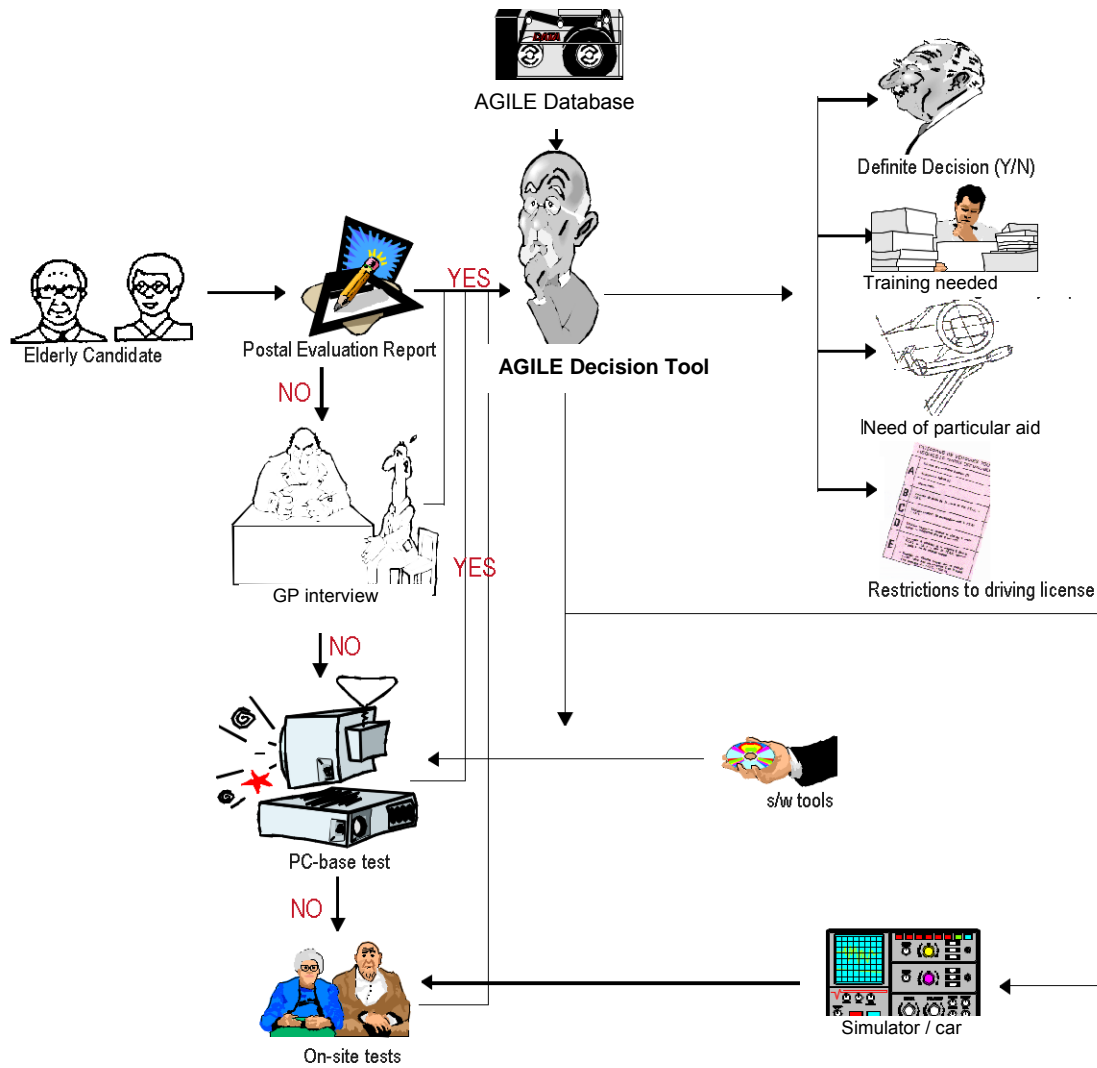 DATA
AGILE Database
Definite Decision (Y/N)
YES
Training needed
Elderly Candidate
Postal Evaluation Report
AGILE Decision Tool
NO
Need of particular aid
A
B
C
D
E
YES
GP interview
Restrictions to driving license
NO
s/w tools
PC-base test
NO
Simulator / car
On-site tests